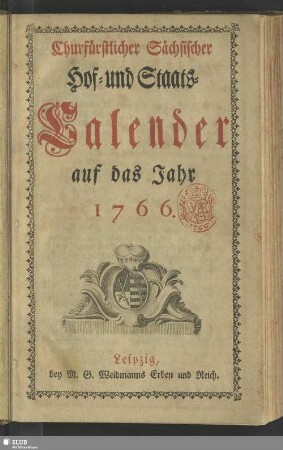 Churfürstlicher Sächsischer
Hof- und Staats-
Calender
auf das Jahr
1766.
Leipzig,
bey M. G. Weidmanns Erben und Reich.
SLUB